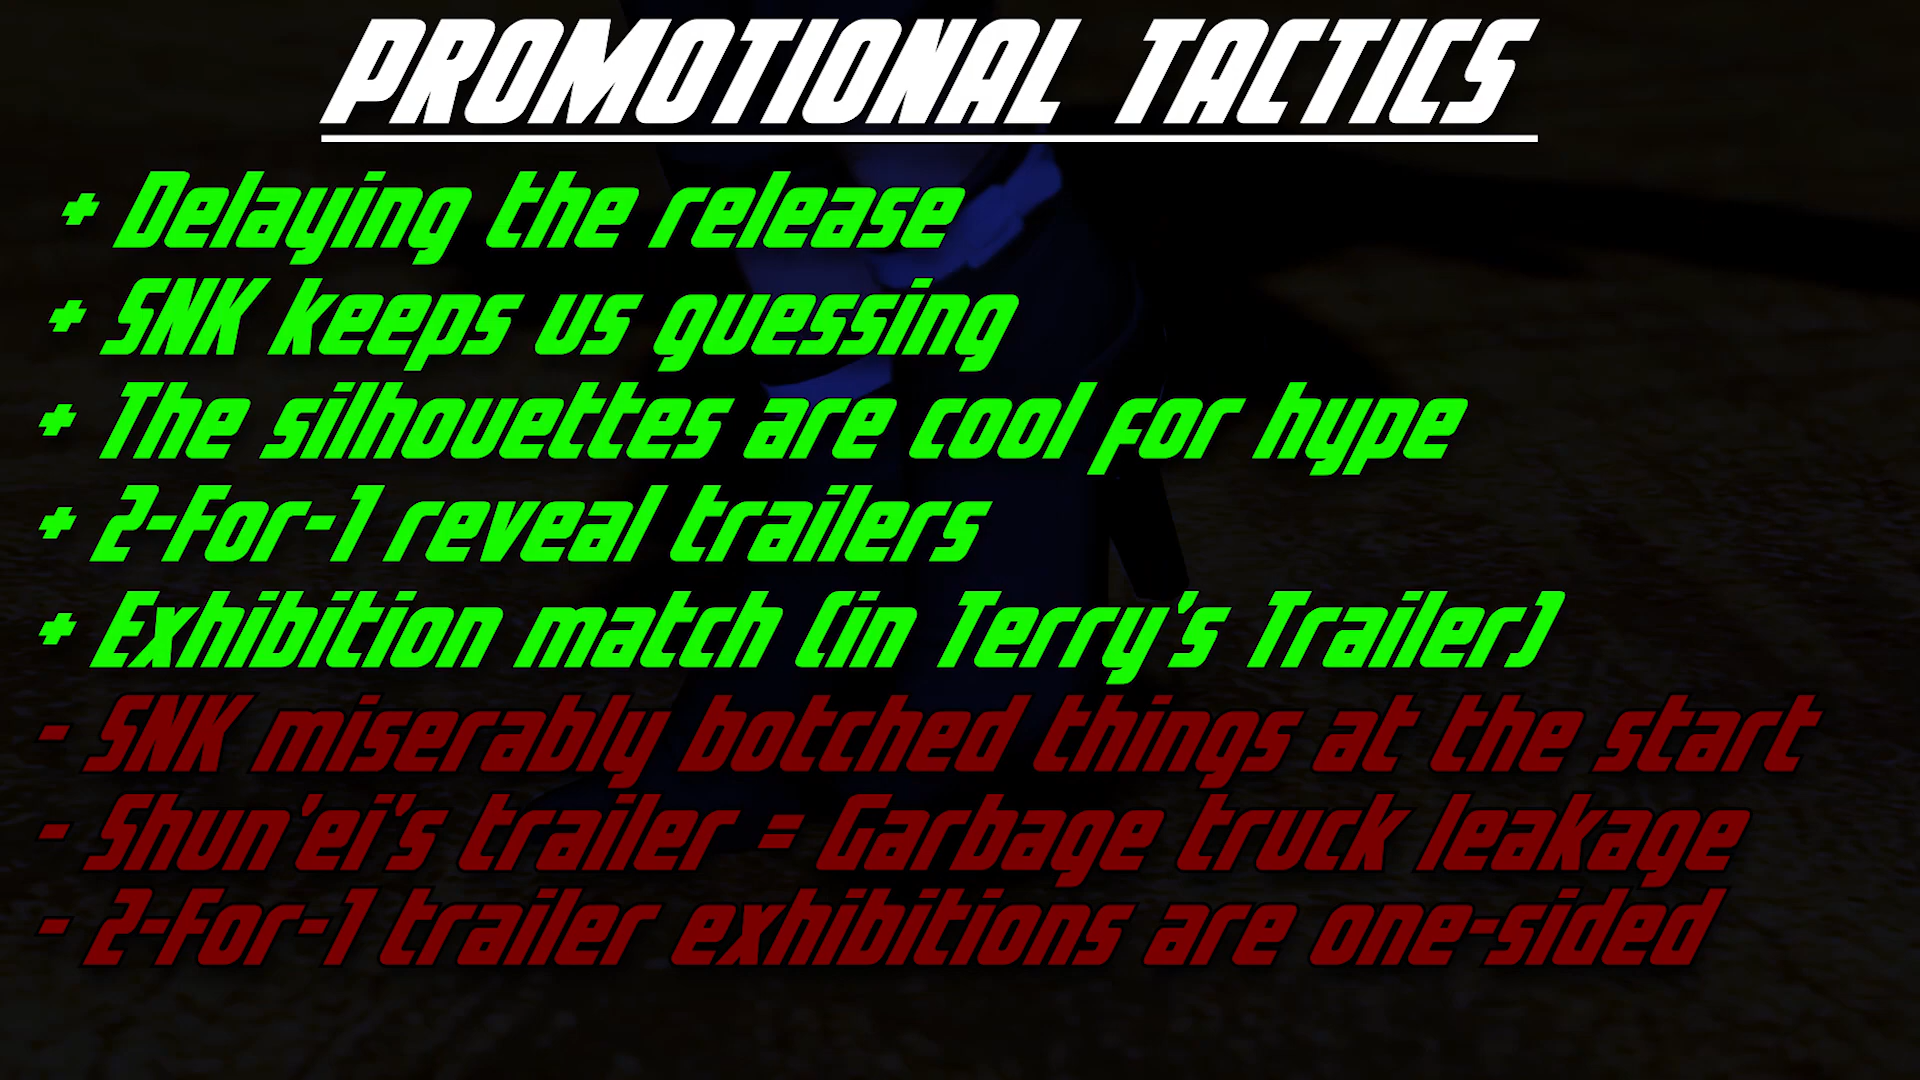 PROMOTIONAL TACTICS
+ Delaying the release
+ SNK keeps us guessing
+ The silhouettes are cool for hype
+ 2-For-1 reveal trailers
+ Exhibition match (in Terry's Trailer)
- SNK miserably botched things at the start
- Shun'ei's trailer = Garbage truck leakage
- 2-For-1 trailer exhibitions are one-sided